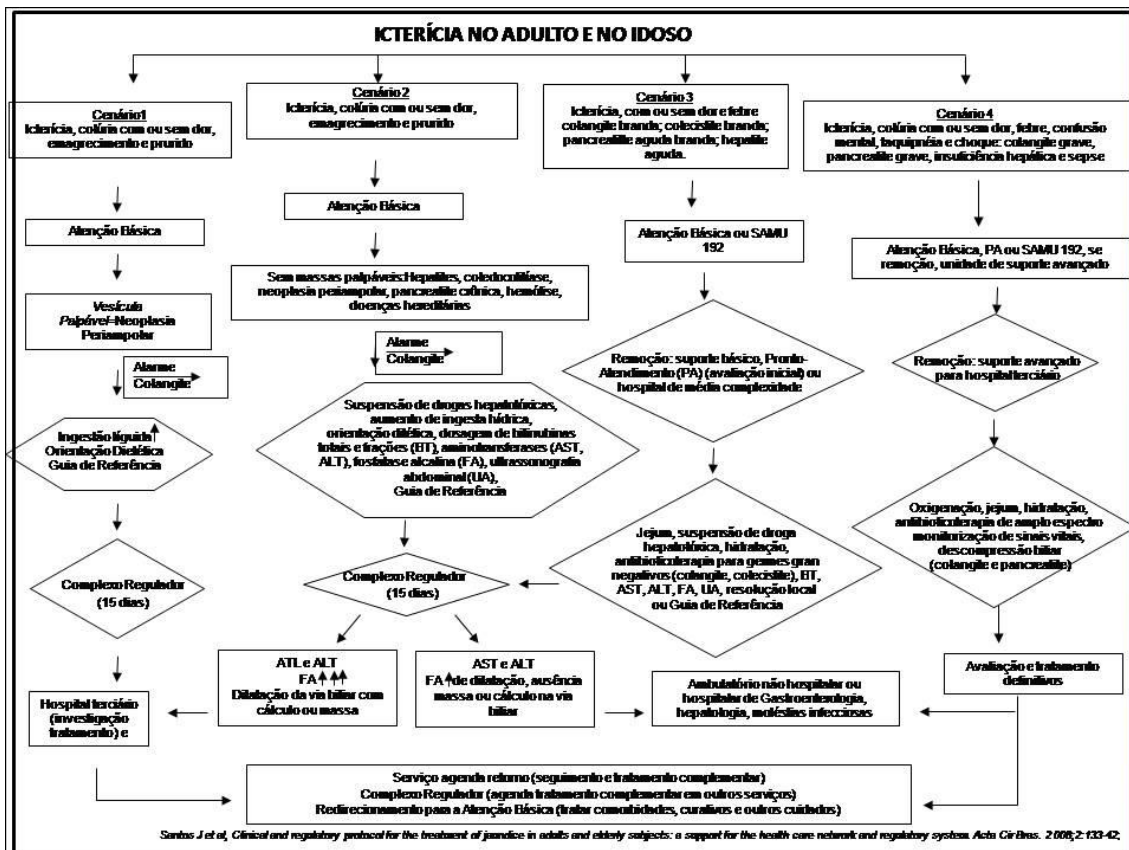 ICTERÍCIA NO ADULTO E NO IDOSO
Cenário1
Icterícia, colúria com ou sem dor,
emagrecimento e prurido
Atenção Básica
Vesícula
Palpável=Neoplasia
Periampolar
Alarme
Colangite
Ingestão líquida
Orientação Dietética
Guia de Referência
Complexo Regulador
(15 dias)
Hospital terciário
(investigação
tratamento) e
Cenário 2
Icterícia, colúria com ou sem dor,
emagrecimento e prurido
Atenção Básica
Sem massas palpáveis:Hepatites, coledocolitíase,
neoplasia periampolar, pancreatite crônica, hemólise,
doenças hereditárias
Alarme
Colangite
Suspensão de drogas hepatotóxicas,
aumento de ingesta hídrica,
orientação dietética, dosagem de bilirrubinas
totais e frações (BT), aminotransferases (AST,
ALT), fosfatase alcalina (FA), ultrassonografia
abdominal (UA),
Guia de Referência
Complexo Regulador
(15 dias)
ATL e ALT
FA
Dilatação da via biliar com
cálculo ou massa
AST e ALT
FA de dilatação, ausência
massa ou cálculo na via
biliar
Cenário 3
Icterícia, com ou sem dor e febre
colangite branda; colecistite branda;
pancreatite aguda branda; hepatite
aguda.
Atenção Básica ou SAMU
192
Remoção: suporte básico, Pronto-
Atendimento (PA) (avaliação inicial) ou
hospital de média complexidade
Jejum, suspensão de droga
hepatotóxica, hidratação,
antibioticoterapia para germes gran
negativos (colangite, colecistite), BT,
AST, ALT, FA, UA, resolução local
ou Guia de Referência
Ambulatório não hospitalar ou
hospitalar de Gastroenterologia,
hepatologia, moléstias infecciosas
Cenário 4
Icterícia, colúria com ou sem dor, febre, confusão
mental, taquipnéia e choque: colangite grave,
pancreatite grave, insuficiência hepática e sepse
Atenção Básica, PA ou SAMU 192, se
remoção, unidade de suporte avançado
Remoção: suporte avançado
para hospital terciário
Oxigenação, jejum, hidratação,
antibioticoterapia de amplo espectro
monitorização de sinais vitais,
descompressão biliar
(colangite e pancreatite)
Avaliação e tratamento
definitivos
Serviço agenda retorno (seguimento e tratamento complementar)
Complexo Regulador (agenda tratamento complementar em outros serviços)
Redirecionamento para a Atenção Básica (tratar comorbidades, curativos e outros cuidados)
Santos J et al, Clinical and regulatory protocol for the treatment of jaundice in adults and elderly subjects: a support for the health care network and regulatory system. Acta Cir Bras. 2008;2:133-42;